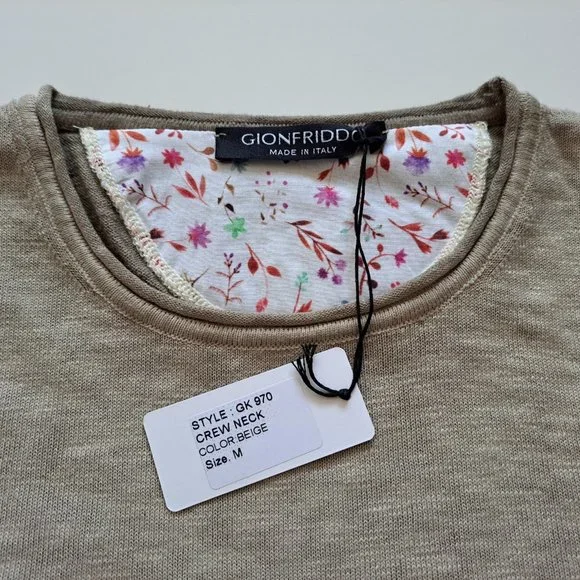 GIONFRIDDO
MADE IN ITALY
STYLE : GK 970
CREW NECK
COLOR:BEIGE
Size. M